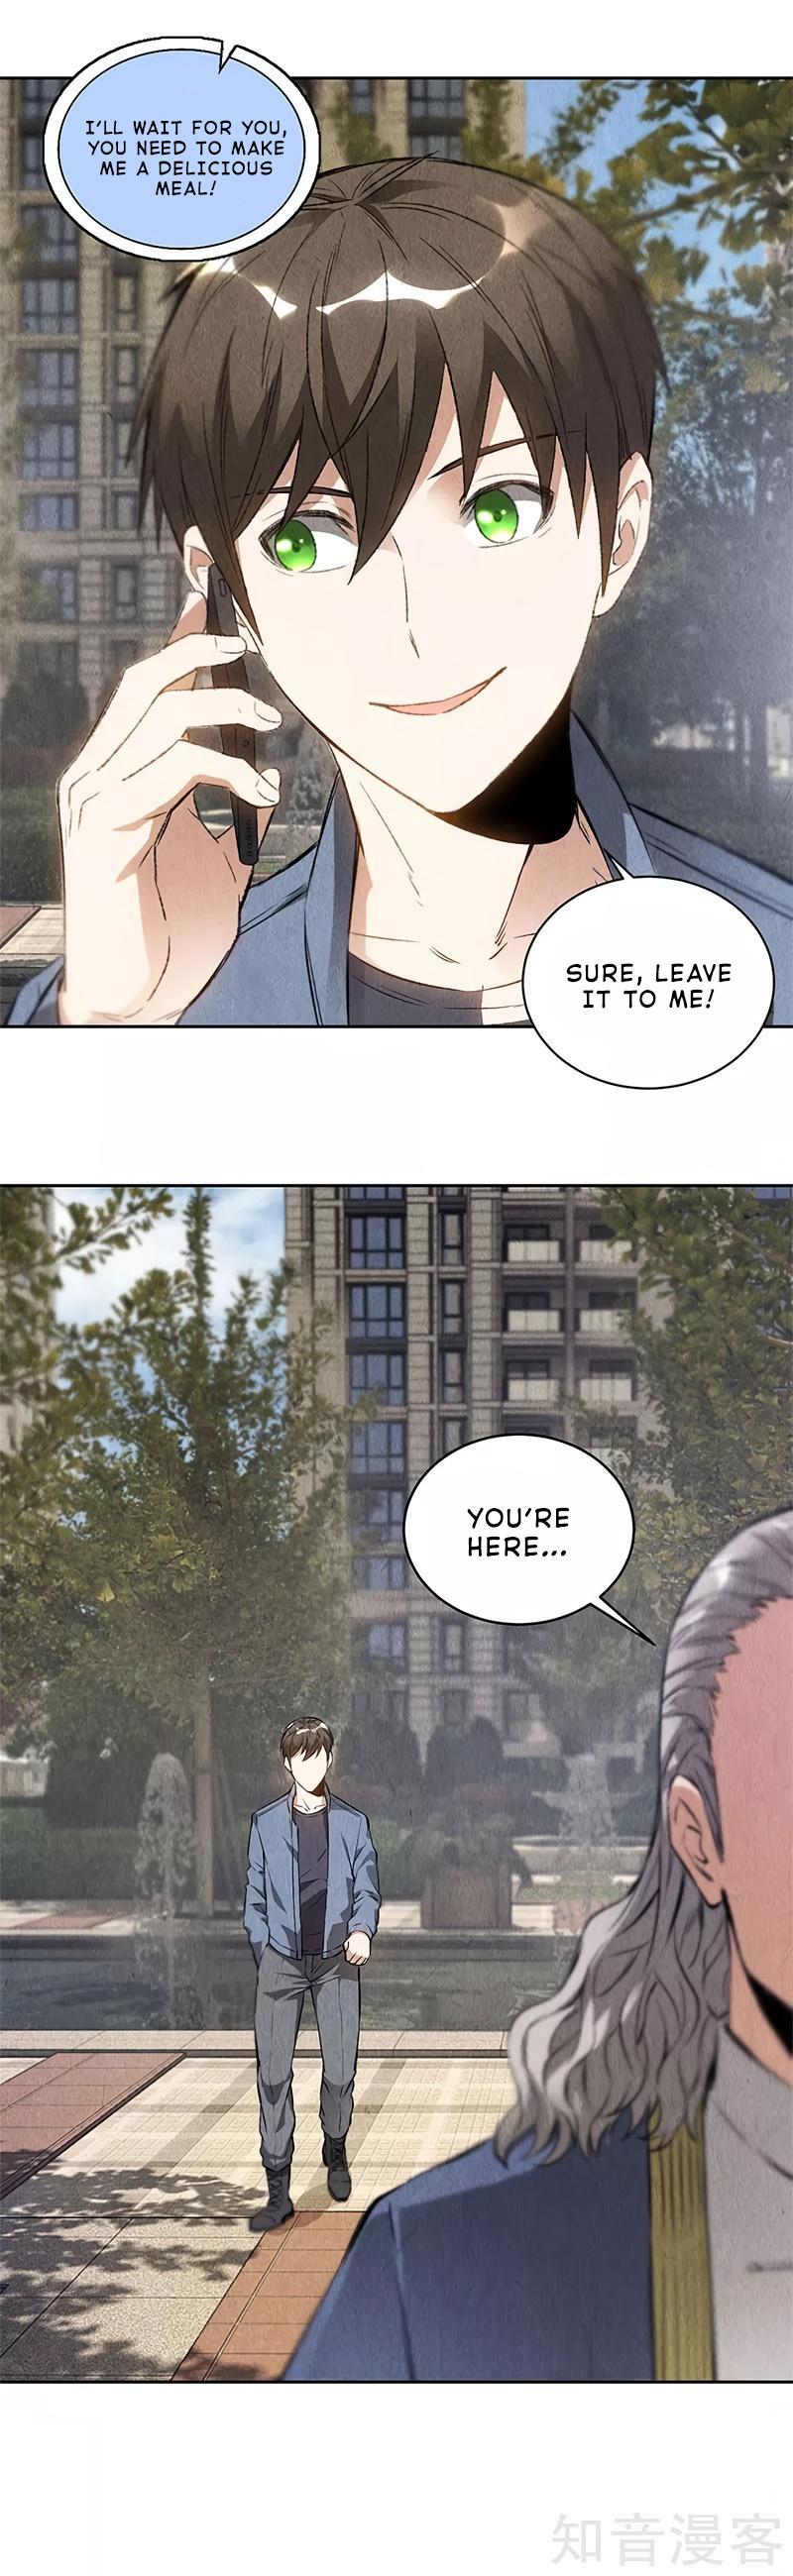 I'LL WAIT FOR YOU,
YOU NEED TO MAKE
ME A DELICIOUS
MEAL!
SURE, LEAVE
IT TO ME!
YOU'RE
HERE...
知音漫客